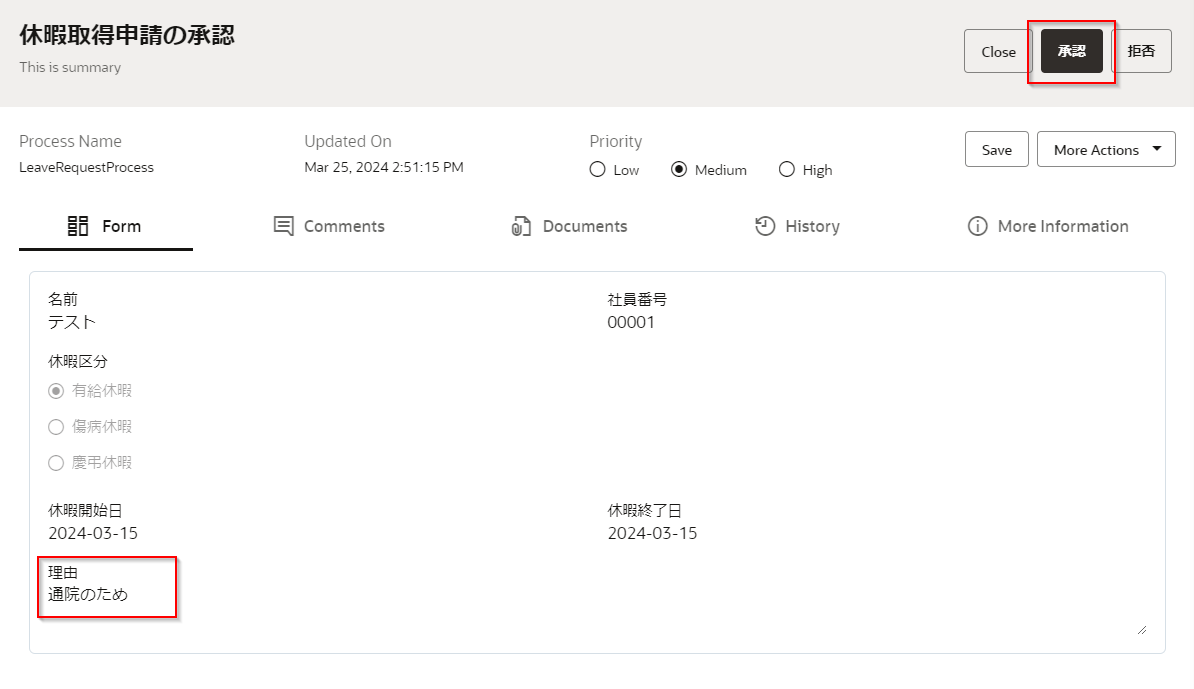 休暇取得申請の承認
This is summary
Close
承認
拒否
Process Name
LeaveRequestProcess
Updated On
Mar 25, 2024 2:51:15 PM
Priority
Low
Medium
High
Save
More Actions
Form
Comments
Documents
History
More Information
名前
テスト
社員番号
00001
休暇区分
有給休暇
傷病休暇
慶弔休暇
休暇開始日
2024-03-15
休暇終了日
2024-03-15
理由
通院のため